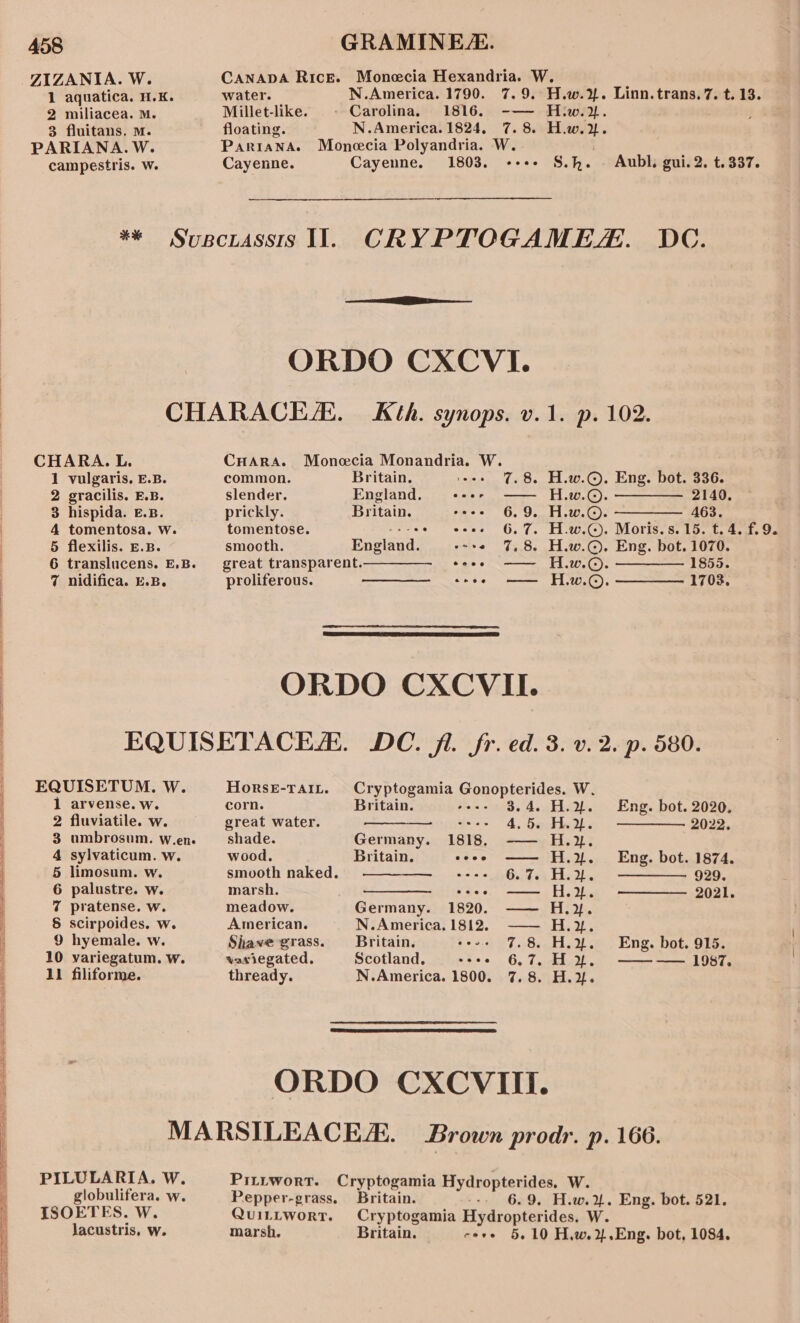 458 GRAMINEÆ.
ZIZANIA. W. CANADA RICE. Monœcia Hexandria. W.
1 aquatica. H.K. water. N.America. 1790. 7.9. H.w.♃. Linn.trans. 7. t. 13.
2 miliacea. M. Millet-like. Carolina. 1816. —— H.w.♃.
3 fluitans. M. floating. N.America. 1824. 7.8. H.w.♃.
PARIANA. W. PARIANA. Monœcia Polyandria. W.
campestris. W. Cayenne. Cayenne. 1803. .... S.♄. Aubl. gui. 2. t. 337.
** SUBCLASSIS II. CRYPTOGAMEÆ. DC.
ORDO CXCVI.
CHARACEÆ. Kth. synops. v. 1. p. 102.
CHARA. L. CHARA. Monœcia Monandria. W.
1 vulgaris. E.B. common. Britain. .... 7.8. H.w.☉. Eng. bot. 336.
2 gracilis. E.B. slender. England. .... —— H.w.☉. ——— 2140.
3 hispida. E.B. prickly. Britain. .... 6.9. H.w.☉. ——— 463.
4 tomentosa. W. tomentose. .... .... 6.7. H.w.☉. Moris. s. 15. t. 4. f. 9.
5 flexilis. E.B. smooth. England. .... 7.8. H.w.☉. Eng. bot. 1070.
6 translucens. E.B. great transparent. ——— .... —— H.w.☉. ——— 1855.
7 nidifica. E.B. proliferous. ——— .... —— H.w.☉. ——— 1703.
ORDO CXCVII.
EQUISETACEÆ. DC. fl. fr. ed. 3. v. 2. p. 580.
EQUISETUM. W. HORSE-TAIL. Cryptogamia Gonopterides. W.
1 arvense. W. corn. Britain. .... 3.4. H.♃. Eng. bot. 2020.
2 fluviatile. W. great water. ——— .... 4.5. H.♃. ——— 2022.
3 umbrosum. W.en. shade. Germany. 1818. —— H.♃.
4 sylvaticum. W. wood. Britain. .... —— H.♃. Eng. bot. 1874.
5 limosum. W. smooth naked. ——— .... 6.7. H.♃. ——— 929.
6 palustre. W. marsh. ——— .... —— H.♃. ——— 2021.
7 pratense. W. meadow. Germany. 1820. —— H.♃.
8 scirpoides. W. American. N.America. 1812. —— H.♃.
9 hyemale. W. Shave grass. Britain. .... 7.8. H.♃. Eng. bot. 915.
10 variegatum. W. variegated. Scotland. .... 6.7. H ♃. —— —— 1987.
11 filiforme. thready. N.America. 1800. 7.8. H.♃.
ORDO CXCVIII.
MARSILEACEÆ. Brown prodr. p. 166.
PILULARIA. W. PILLWORT. Cryptogamia Hydropterides. W.
globulifera. W. Pepper-grass. Britain. ... 6.9. H.w.♃. Eng. bot. 521.
ISOETES. W. QUILLWORT. Cryptogamia Hydropterides. W.
lacustris. W. marsh. Britain. .... 5.10 H.w.♃. Eng. bot. 1084.